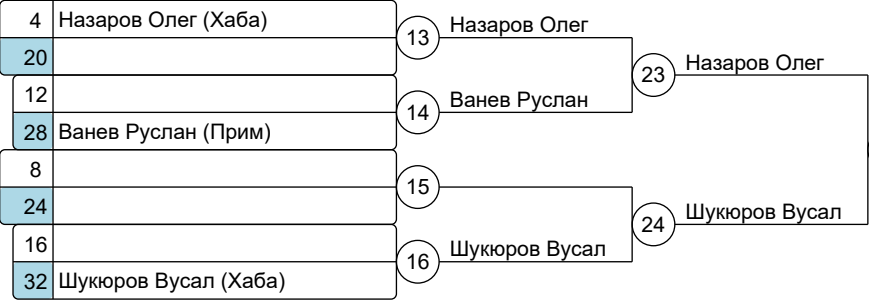 4 Назаров Олег (Хаба)
20
12
28 Ванев Руслан (Прим)
8
24
16
32 Шукюров Вусал (Хаба)
13 Назаров Олег
14 Ванев Руслан
15
16 Шукюров Вусал
23 Назаров Олег
24 Шукюров Вусал